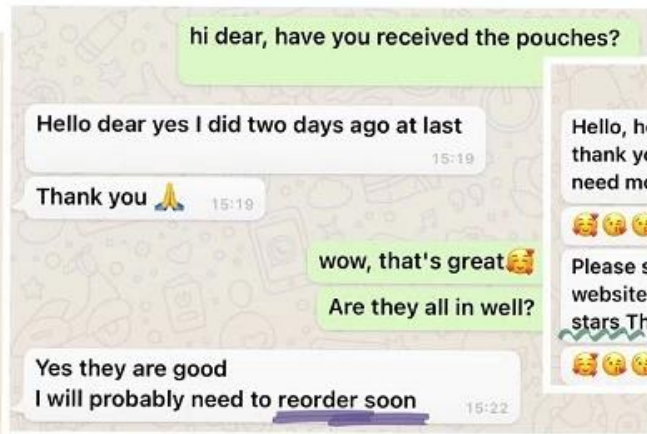 hi dear, have you received the pouches?
Hello dear yes I did two days ago at last
15:19
Thank you 🙏 15:19
wow, that's great🥰
Are they all in well?
Yes they are good
I will probably need to reorder soon
15:22
Hello,
thank
need
🥰😘
Please
website
stars
🥰😘